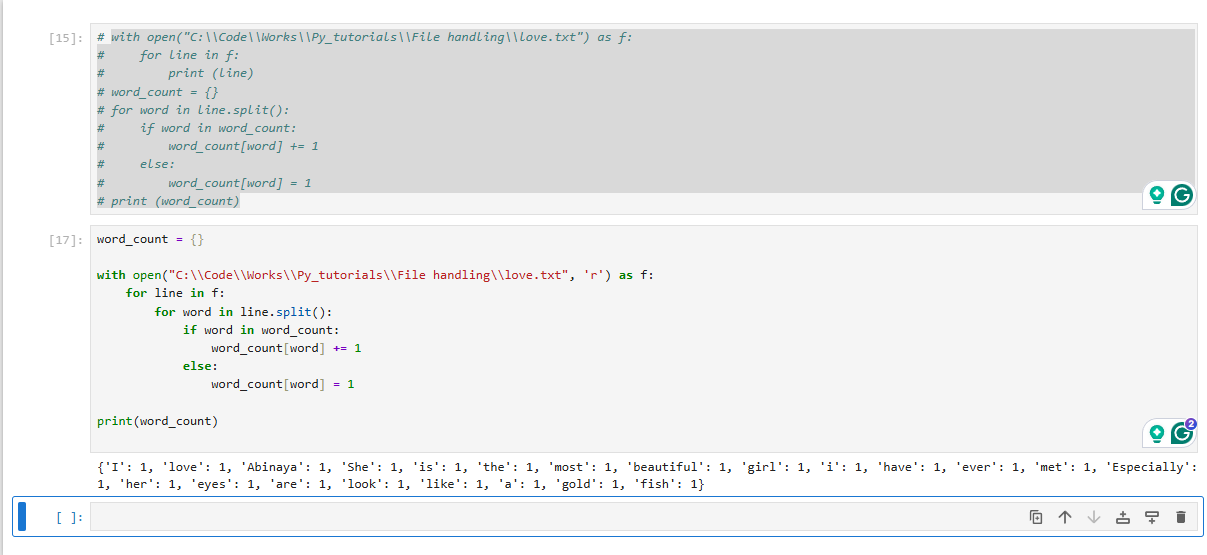 [15]:
# with open("C:\\Code\\Works\\Py_tutorials\\File handling\\love.txt") as f:
#     for line in f:
#         print (line)
# word_count = {}
# for word in line.split():
#     if word in word_count:
#         word_count[word] += 1
#     else:
#         word_count[word] = 1
# print (word_count)
[17]:
word_count = {}
with open("C:\\Code\\Works\\Py_tutorials\\File handling\\love.txt", 'r') as f:
    for line in f:
        for word in line.split():
            if word in word_count:
                word_count[word] += 1
            else:
                word_count[word] = 1
print(word_count)
2
{'I': 1, 'love': 1, 'Abinaya': 1, 'She': 1, 'is': 1, 'the': 1, 'most': 1, 'beautiful': 1, 'girl': 1, 'i': 1, 'have': 1, 'ever': 1, 'met': 1, 'Especially':
1, 'her': 1, 'eyes': 1, 'are': 1, 'look': 1, 'like': 1, 'a': 1, 'gold': 1, 'fish': 1}
[ ]: